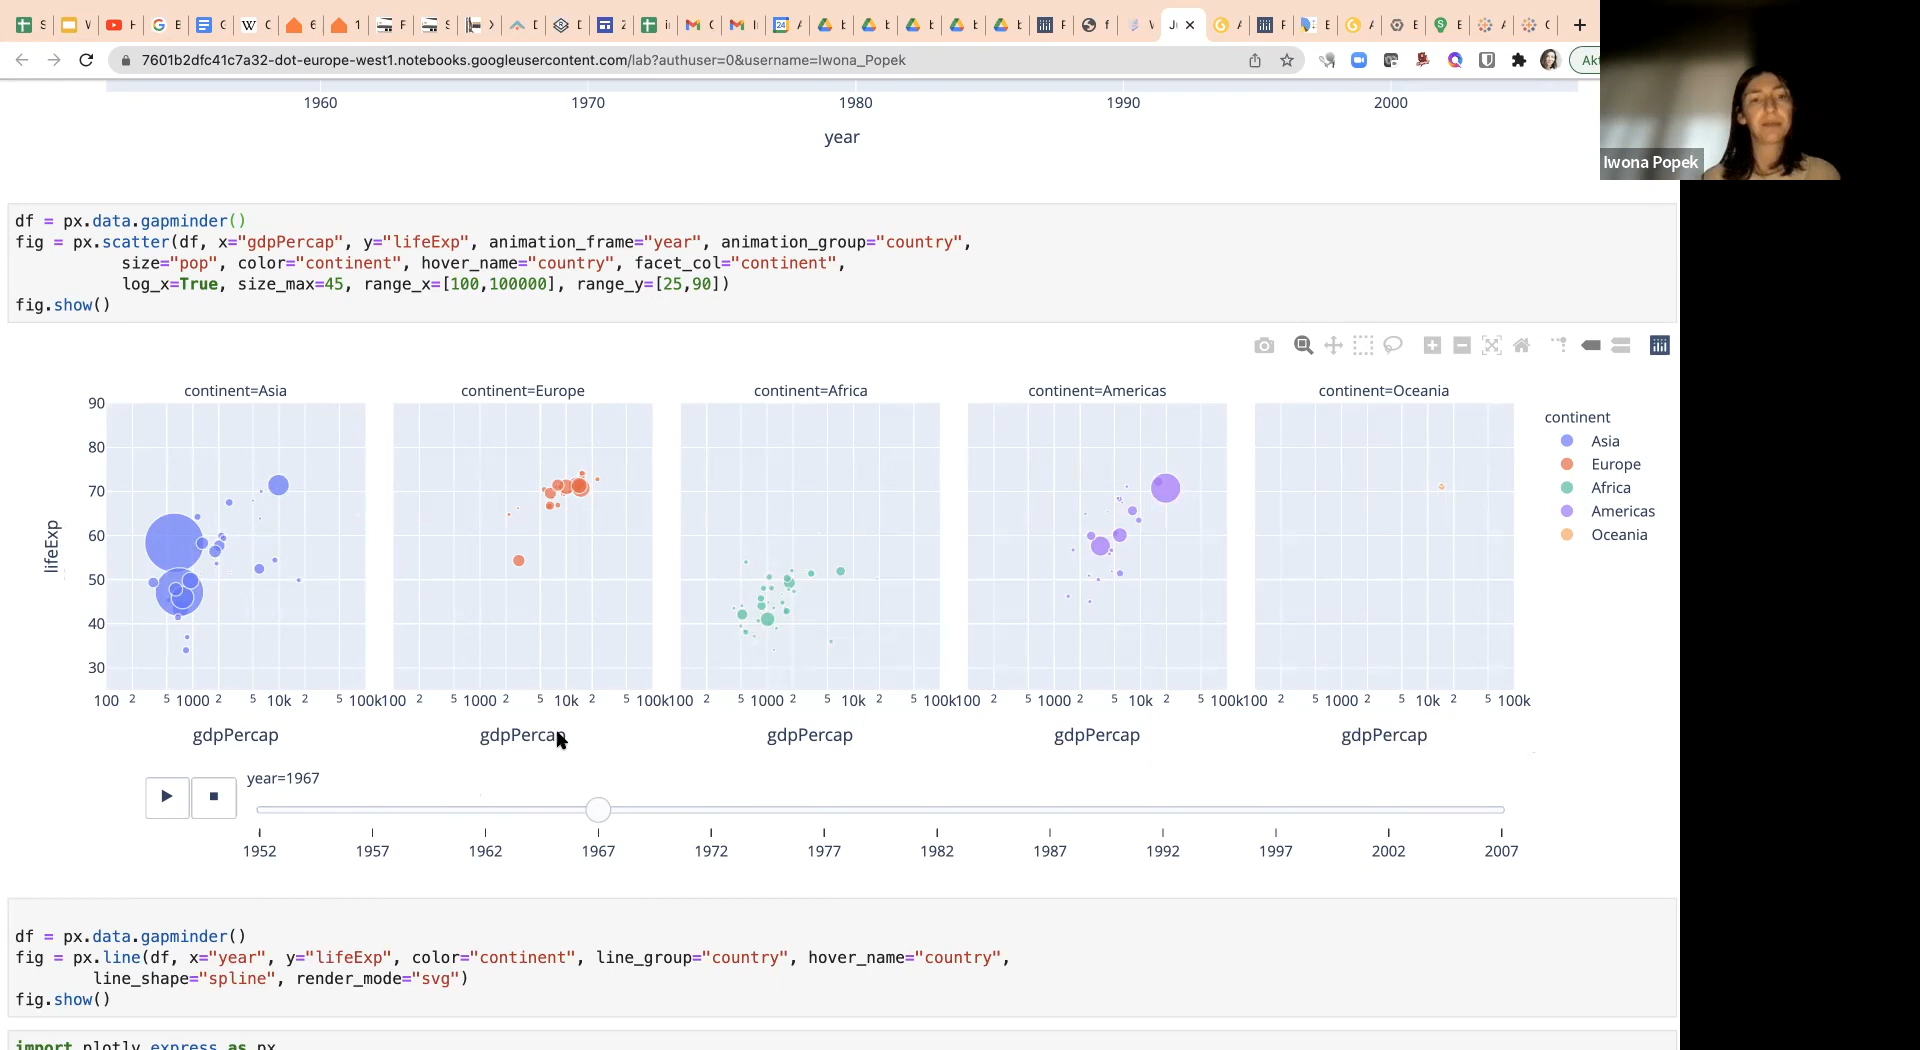 7601b2dfc41c7a32-dot-europe-west1.notebooks.googleusercontent.com/lab?authuser=0&username=Iwona_Popek
Iwona Popek
1960 1970 1980 1990 2000
year
df = px.data.gapminder()
fig = px.scatter(df, x="gdpPercap", y="lifeExp", animation_frame="year", animation_group="country",
size="pop", color="continent", hover_name="country", facet_col="continent",
log_x=True, size_max=45, range_x=[100,100000], range_y=[25,90])
fig.show()
continent=Asia continent=Europe continent=Africa continent=Americas continent=Oceania
90
80
70
60
50
40
30
lifeExp
continent
Asia
Europe
Africa
Americas
Oceania
100 2 5 1000 2 5 10k 2 5 100k100 2 5 1000 2 5 10k 2 5 100k100 2 5 1000 2 5 10k 2 5 100k100 2 5 1000 2 5 10k 2 5 100k100 2 5 1000 2 5 10k 2 5 100k
gdpPercap gdpPercap gdpPercap gdpPercap gdpPercap
year=1967
1952 1957 1962 1967 1972 1977 1982 1987 1992 1997 2002 2007
df = px.data.gapminder()
fig = px.line(df, x="year", y="lifeExp", color="continent", line_group="country", hover_name="country",
line_shape="spline", render_mode="svg")
fig.show()
import plotly.express as px